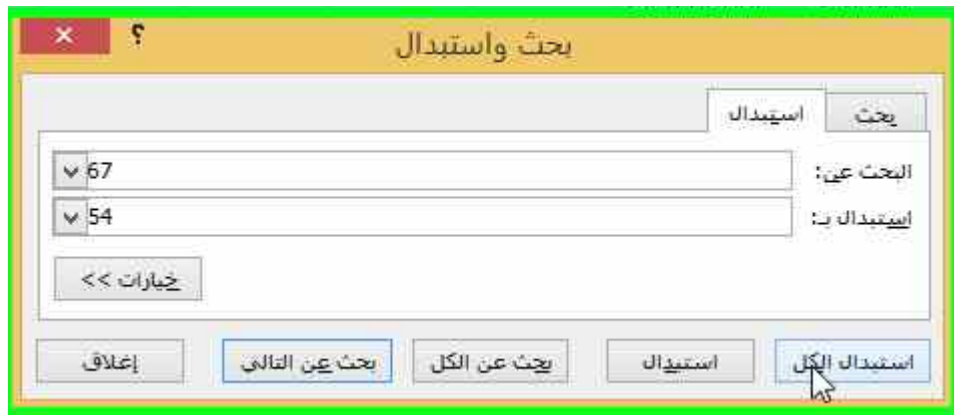 بحث واستبدال ؟
بحث استبدال
البحث عن: 67
استبدال بـ: 54
خيارات >>
استبدال الكل استبدال بحث عن الكل بحث عن التالي إغلاق